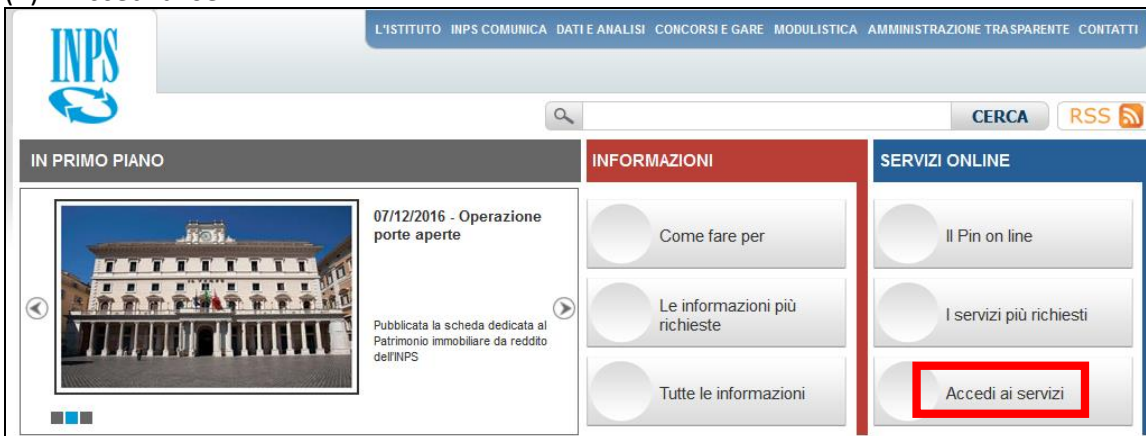 L'ISTITUTO INPS COMUNICA DATI E ANALISI CONCORSI E GARE MODULISTICA AMMINISTRAZIONE TRASPARENTE CONTATTI
INPS
CERCA RSS
IN PRIMO PIANO
INFORMAZIONI
SERVIZI ONLINE
07/12/2016 - Operazione
porte aperte
Pubblicata la scheda dedicata al
Patrimonio immobiliare da reddito
dell'INPS
Come fare per
Le informazioni più
richieste
Tutte le informazioni
Il Pin on line
I servizi più richiesti
Accedi ai servizi